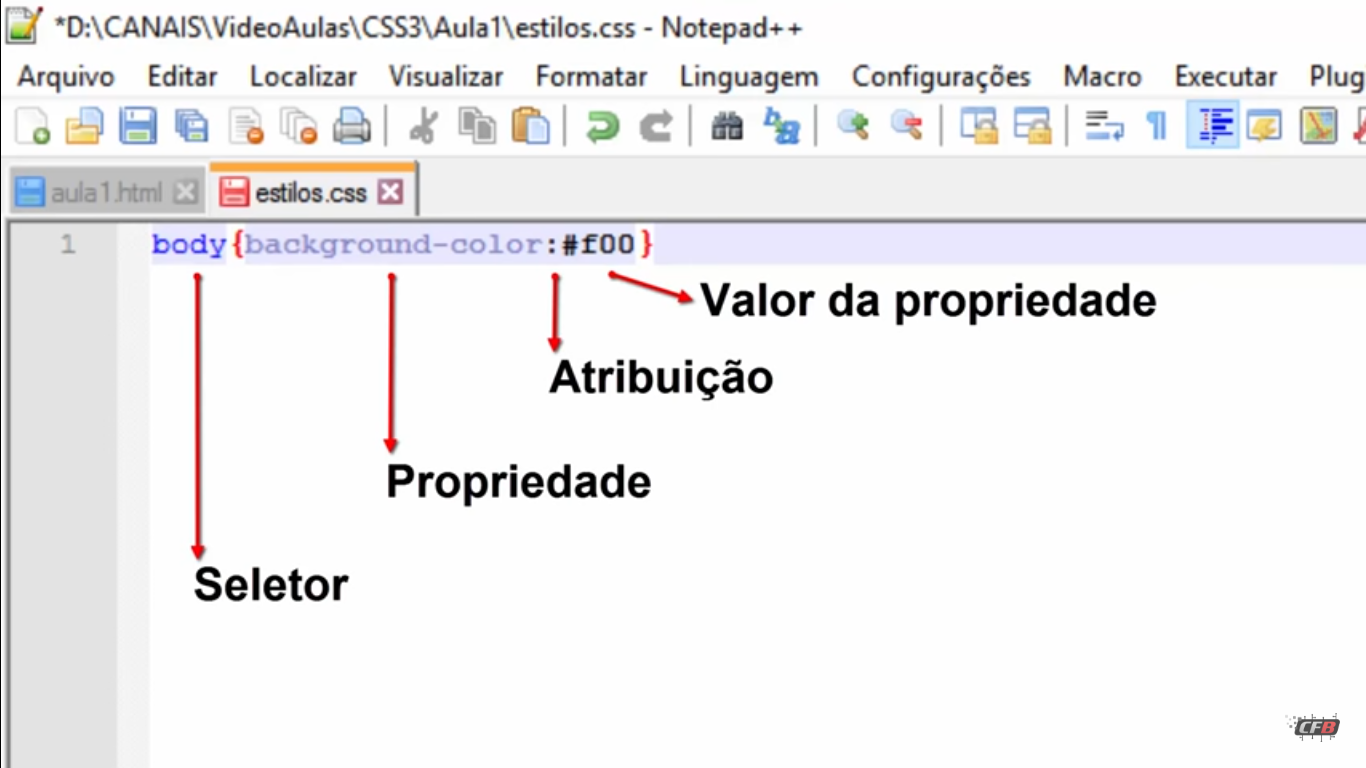 *D:\CANAIS\VideoAulas\CSS3\Aula1\estilos.css - Notepad++
Arquivo Editar Localizar Visualizar Formatar Linguagem Configurações Macro Executar Plugi
aula1.html estilos.css
1 body{background-color:#f00}
Valor da propriedade
Atribuição
Propriedade
Seletor
CFB